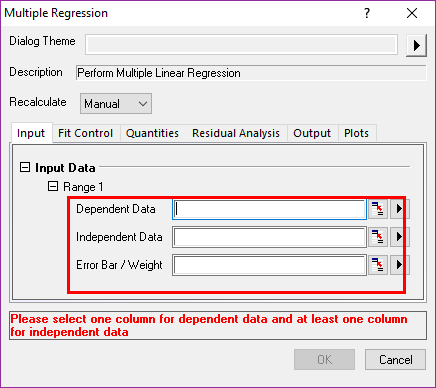 Multiple Regression
Dialog Theme
Description Perform Multiple Linear Regression
Recalculate Manual
Input Fit Control Quantities Residual Analysis Output Plots
Input Data
Range 1
Dependent Data
Independent Data
Error Bar / Weight
Please select one column for dependent data and at least one column
for independent data
OK Cancel